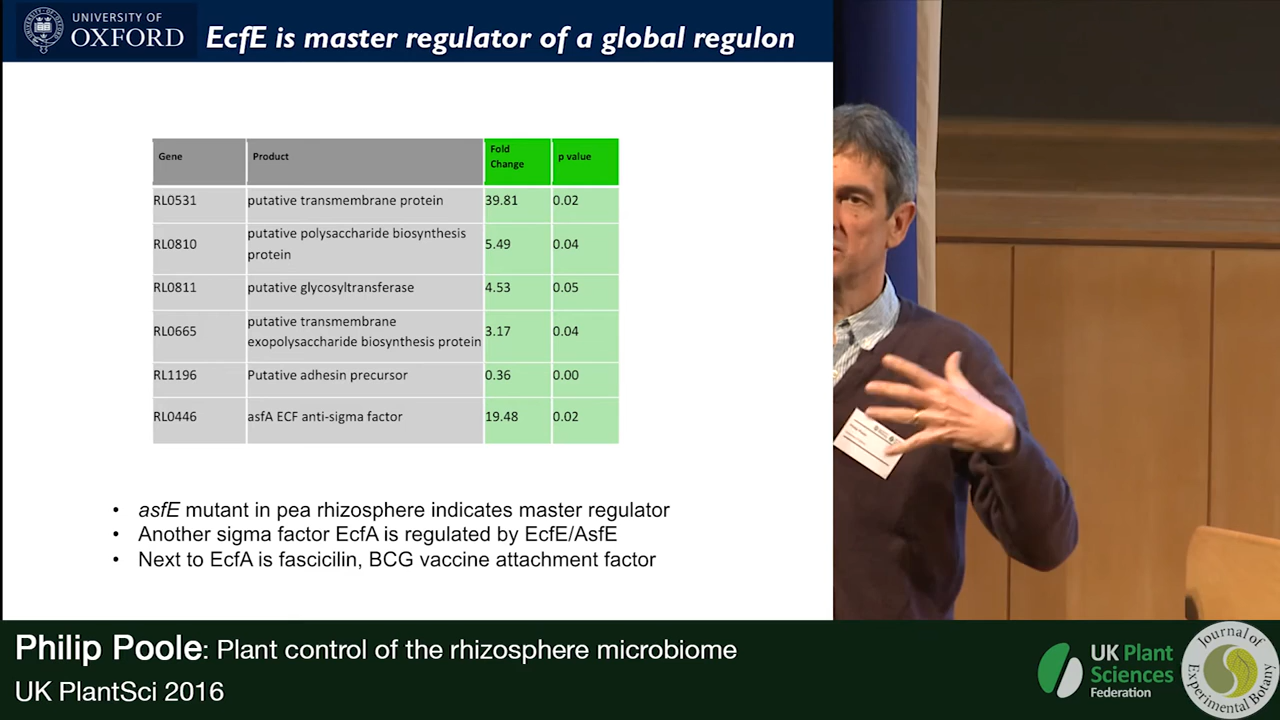 UNIVERSITY OF
OXFORD
EcfE is master regulator of a global regulon
Gene Product Fold Change p value
RL0531 putative transmembrane protein 39.81 0.02
RL0810 putative polysaccharide biosynthesis protein 5.49 0.04
RL0811 putative glycosyltransferase 4.53 0.05
RL0665 putative transmembrane exopolysaccharide biosynthesis protein 3.17 0.04
RL1196 Putative adhesin precursor 0.36 0.00
RL0446 asfA ECF anti-sigma factor 19.48 0.02
• asfE mutant in pea rhizosphere indicates master regulator
• Another sigma factor EcfA is regulated by EcfE/AsfE
• Next to EcfA is fascicilin, BCG vaccine attachment factor
Philip Poole: Plant control of the rhizosphere microbiome
UK PlantSci 2016
UK Plant
Sciences
Federation
Journal of
Experimental Botany